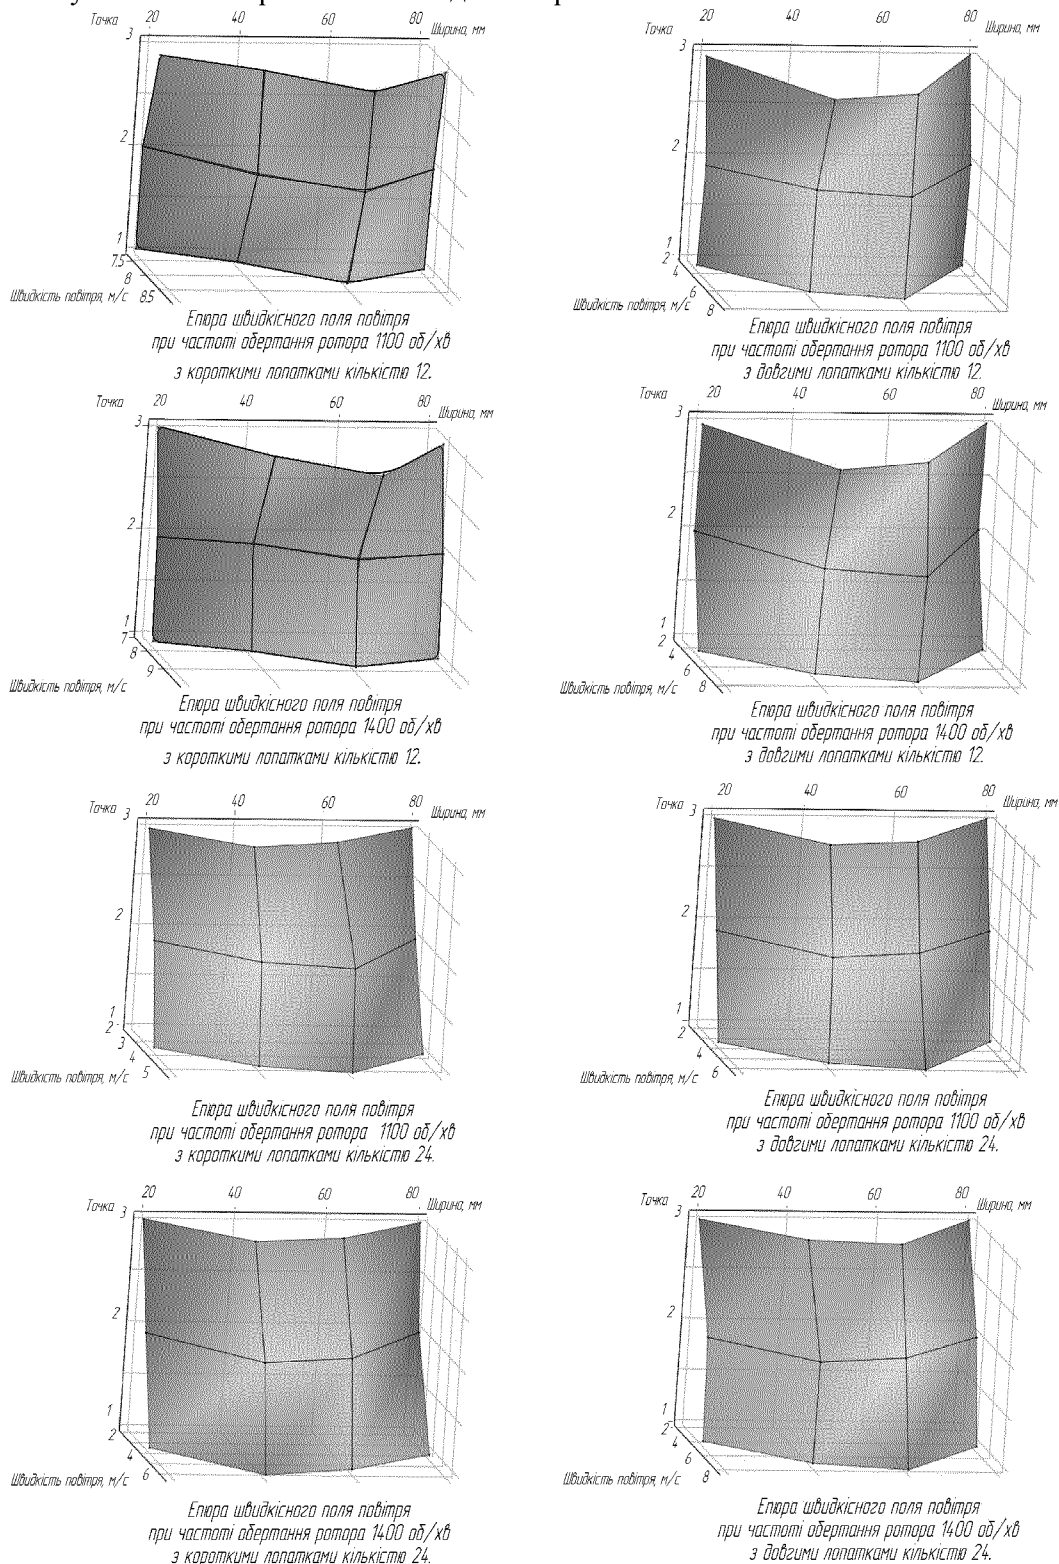 Точка 20 40 60 80 Ширина, мм
3
2
1
7.5
8
8.5
Швидкість повітря, м/с
Епюра швидкісного поля повітря
при частоті обертання ротора 1100 об/хв
з короткими лопатками кількістю 12.
Точка 20 40 60 80 Ширина, мм
3
2
1
2
4
6
8
Швидкість повітря, м/с
Епюра швидкісного поля повітря
при частоті обертання ротора 1100 об/хв
з довгими лопатками кількістю 12.
Точка 20 40 60 80 Ширина, мм
3
2
1
7
8
9
Швидкість повітря, м/с
Епюра швидкісного поля повітря
при частоті обертання ротора 1400 об/хв
з короткими лопатками кількістю 12.
Точка 20 40 60 80 Ширина, мм
3
2
1
2
4
6
8
Швидкість повітря, м/с
Епюра швидкісного поля повітря
при частоті обертання ротора 1400 об/хв
з довгими лопатками кількістю 12.
Точка 20 40 60 80 Ширина, мм
3
2
1
2
3
4
5
Швидкість повітря, м/с
Епюра швидкісного поля повітря
при частоті обертання ротора 1100 об/хв
з короткими лопатками кількістю 24.
Точка 20 40 60 80 Ширина, мм
3
2
1
2
4
6
Швидкість повітря, м/с
Епюра швидкісного поля повітря
при частоті обертання ротора 1100 об/хв
з довгими лопатками кількістю 24.
Точка 20 40 60 80 Ширина, мм
3
2
1
2
4
6
Швидкість повітря, м/с
Епюра швидкісного поля повітря
при частоті обертання ротора 1400 об/хв
з короткими лопатками кількістю 24.
Точка 20 40 60 80 Ширина, мм
3
2
1
2
4
6
8
Швидкість повітря, м/с
Епюра швидкісного поля повітря
при частоті обертання ротора 1400 об/хв
з довгими лопатками кількістю 24.